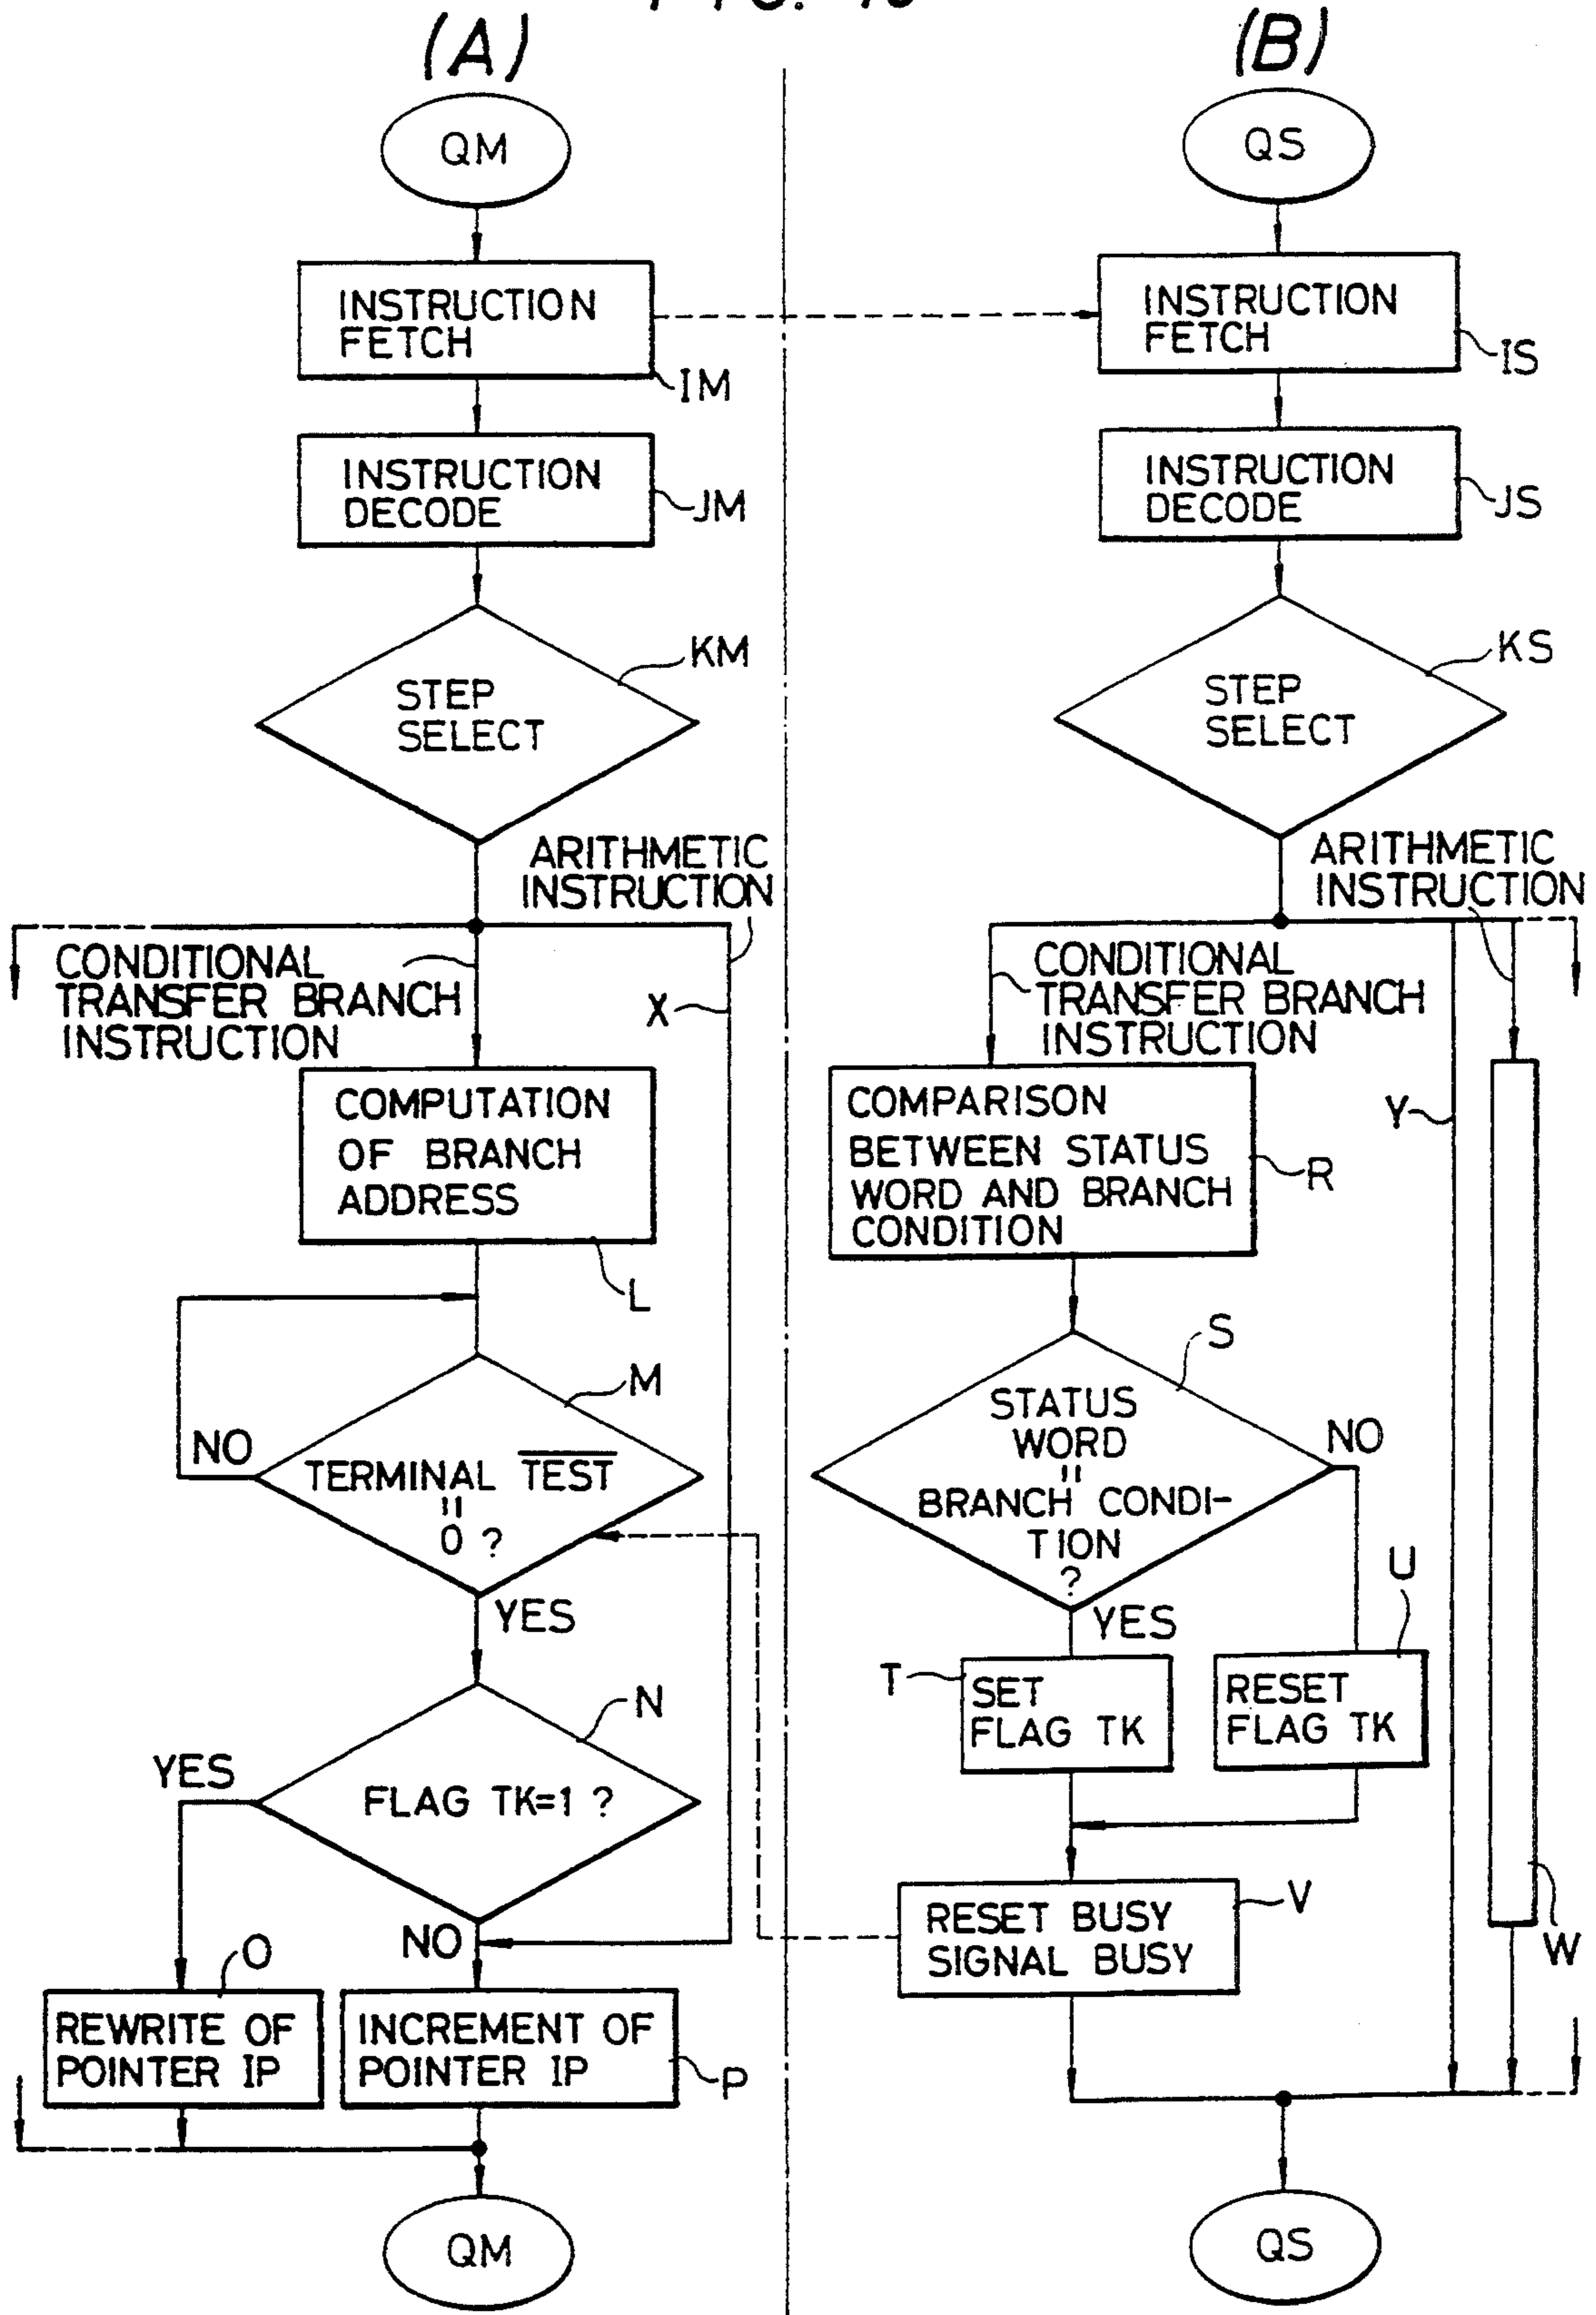 (A)
QM
INSTRUCTION
FETCH
IM
INSTRUCTION
DECODE
JM
KM
STEP
SELECT
ARITHMETIC
INSTRUCTION
CONDITIONAL
TRANSFER BRANCH
INSTRUCTION
X
COMPUTATION
OF BRANCH
ADDRESS
L
M
NO
TERMINAL TEST
=
0 ?
YES
N
YES
FLAG TK=1 ?
NO
O
REWRITE OF
POINTER IP
INCREMENT OF
POINTER IP
P
QM
(B)
QS
INSTRUCTION
FETCH
IS
INSTRUCTION
DECODE
JS
KS
STEP
SELECT
ARITHMETIC
INSTRUCTION
CONDITIONAL
TRANSFER BRANCH
INSTRUCTION
Y
COMPARISON
BETWEEN STATUS
WORD AND BRANCH
CONDITION
R
S
STATUS
WORD
=
BRANCH CONDI-
TION
?
NO
YES
U
T
SET
FLAG TK
RESET
FLAG TK
V
RESET BUSY
SIGNAL BUSY
W
QS